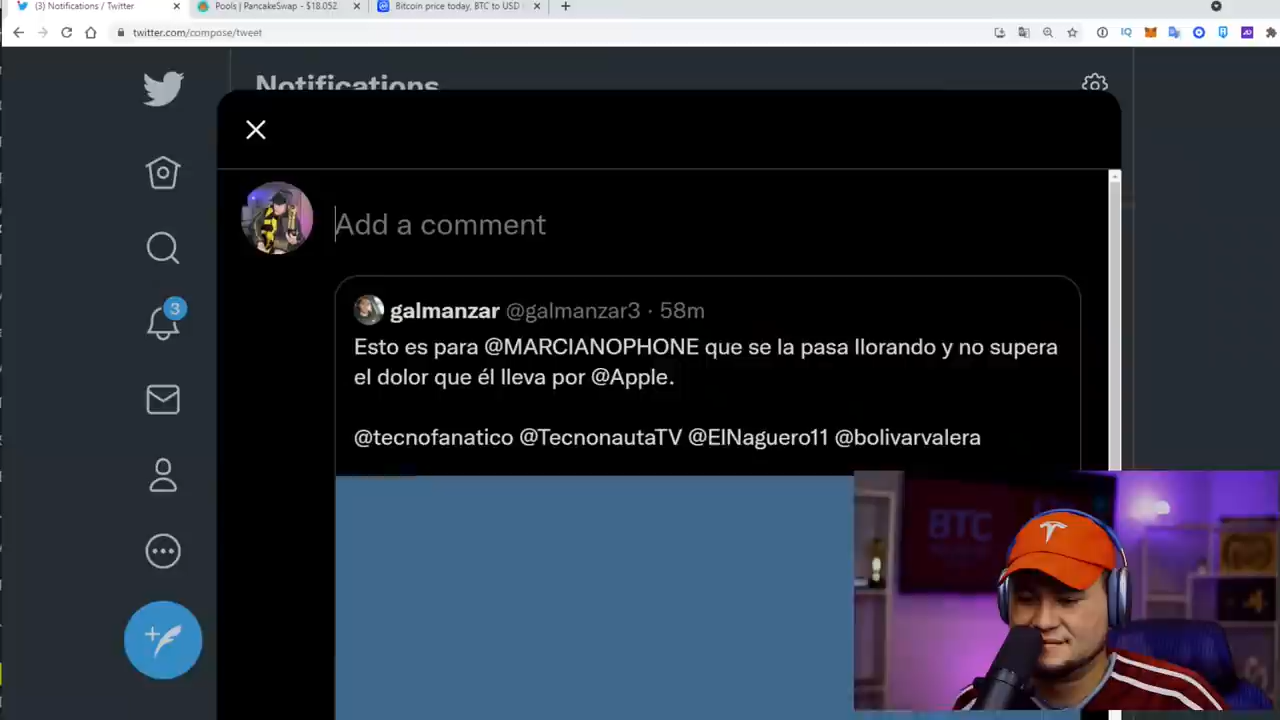 (3) Notifications / Twitter
Pools | PancakeSwap - $18.052
Bitcoin price today, BTC to USD
twitter.com/compose/tweet
IQ
Notifications
Add a comment
3
galmanzar @galmanzar3 · 58m
Esto es para @MARCIANOPHONE que se la pasa llorando y no supera
el dolor que él lleva por @Apple.
@tecnofanatico @TecnonautaTV @ElNaguero11 @bolivarvalera
BTC